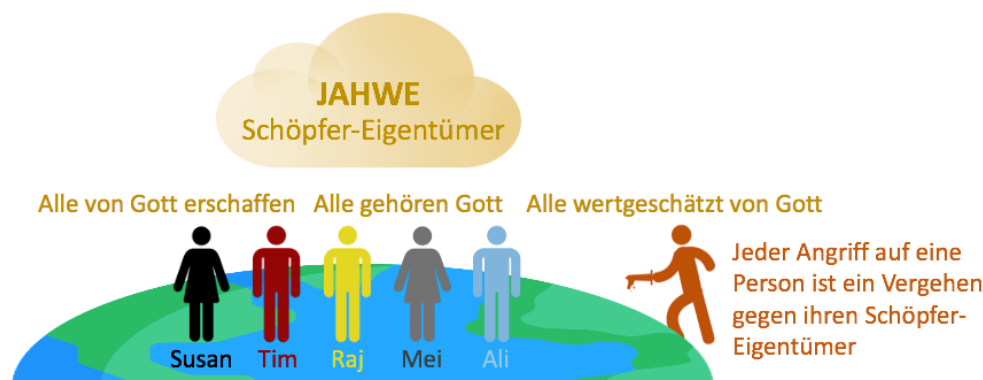 JAHWE
Schöpfer-Eigentümer
Alle von Gott erschaffen Alle gehören Gott Alle wertgeschätzt von Gott
Jeder Angriff auf eine
Person ist ein Vergehen
gegen ihren Schöpfer-
Eigentümer
Susan Tim Raj Mei Ali